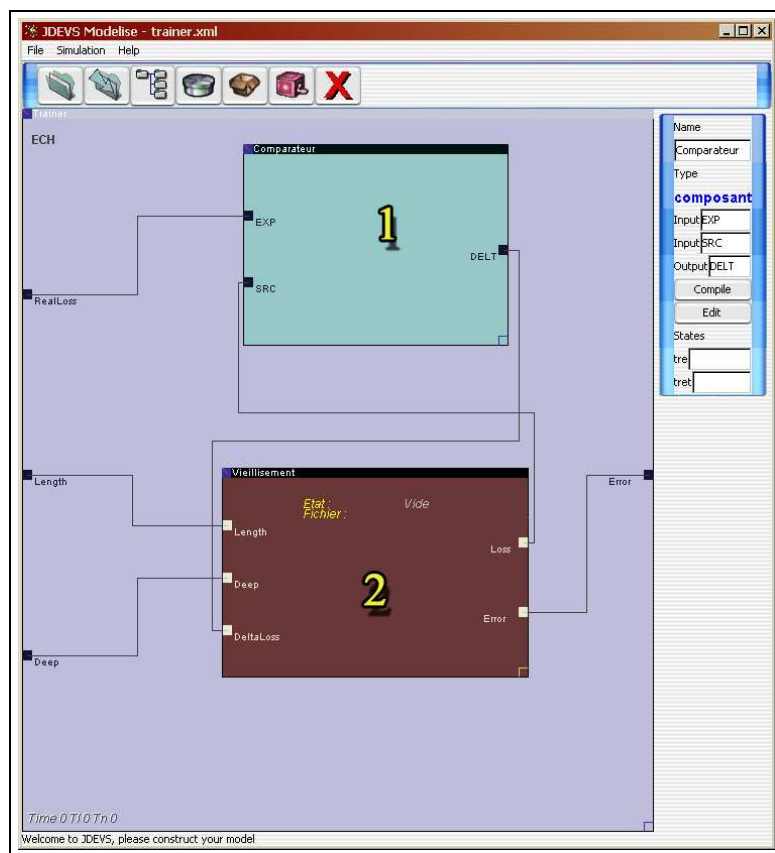 JDEVS Modelise - trainer.xml
File Simulation Help
Trainer
ECH
Comparateur
1
EXP
DELT
SRC
RealLoss
Length
Error
Vieillisement
Etat : Vide
Fichier :
Length
Loss
Deep
2
Error
DeltaLoss
Deep
Time 0 Tl 0 Tn 0
Welcome to JDEVS, please construct your model
Name
Comparateur
Type
composant
Input EXP
Input SRC
Output DELT
Compile
Edit
States
tre
tret